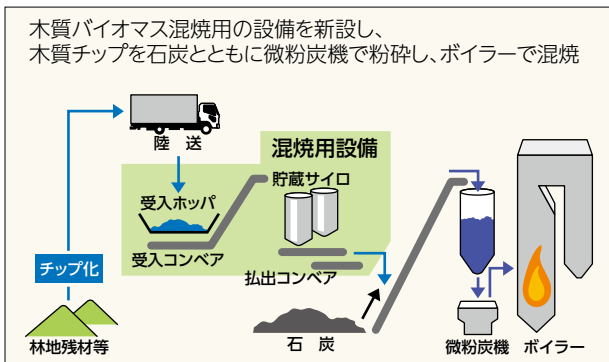 木質バイオマス混焼用の設備を新設し、
木質チップを石炭とともに微粉炭機で粉砕し、ボイラーで混焼
陸 送
混焼用設備
貯蔵サイロ
受入ホッパ
受入コンベア
払出コンベア
チップ化
林地残材等
石 炭
微粉炭機
ボイラー